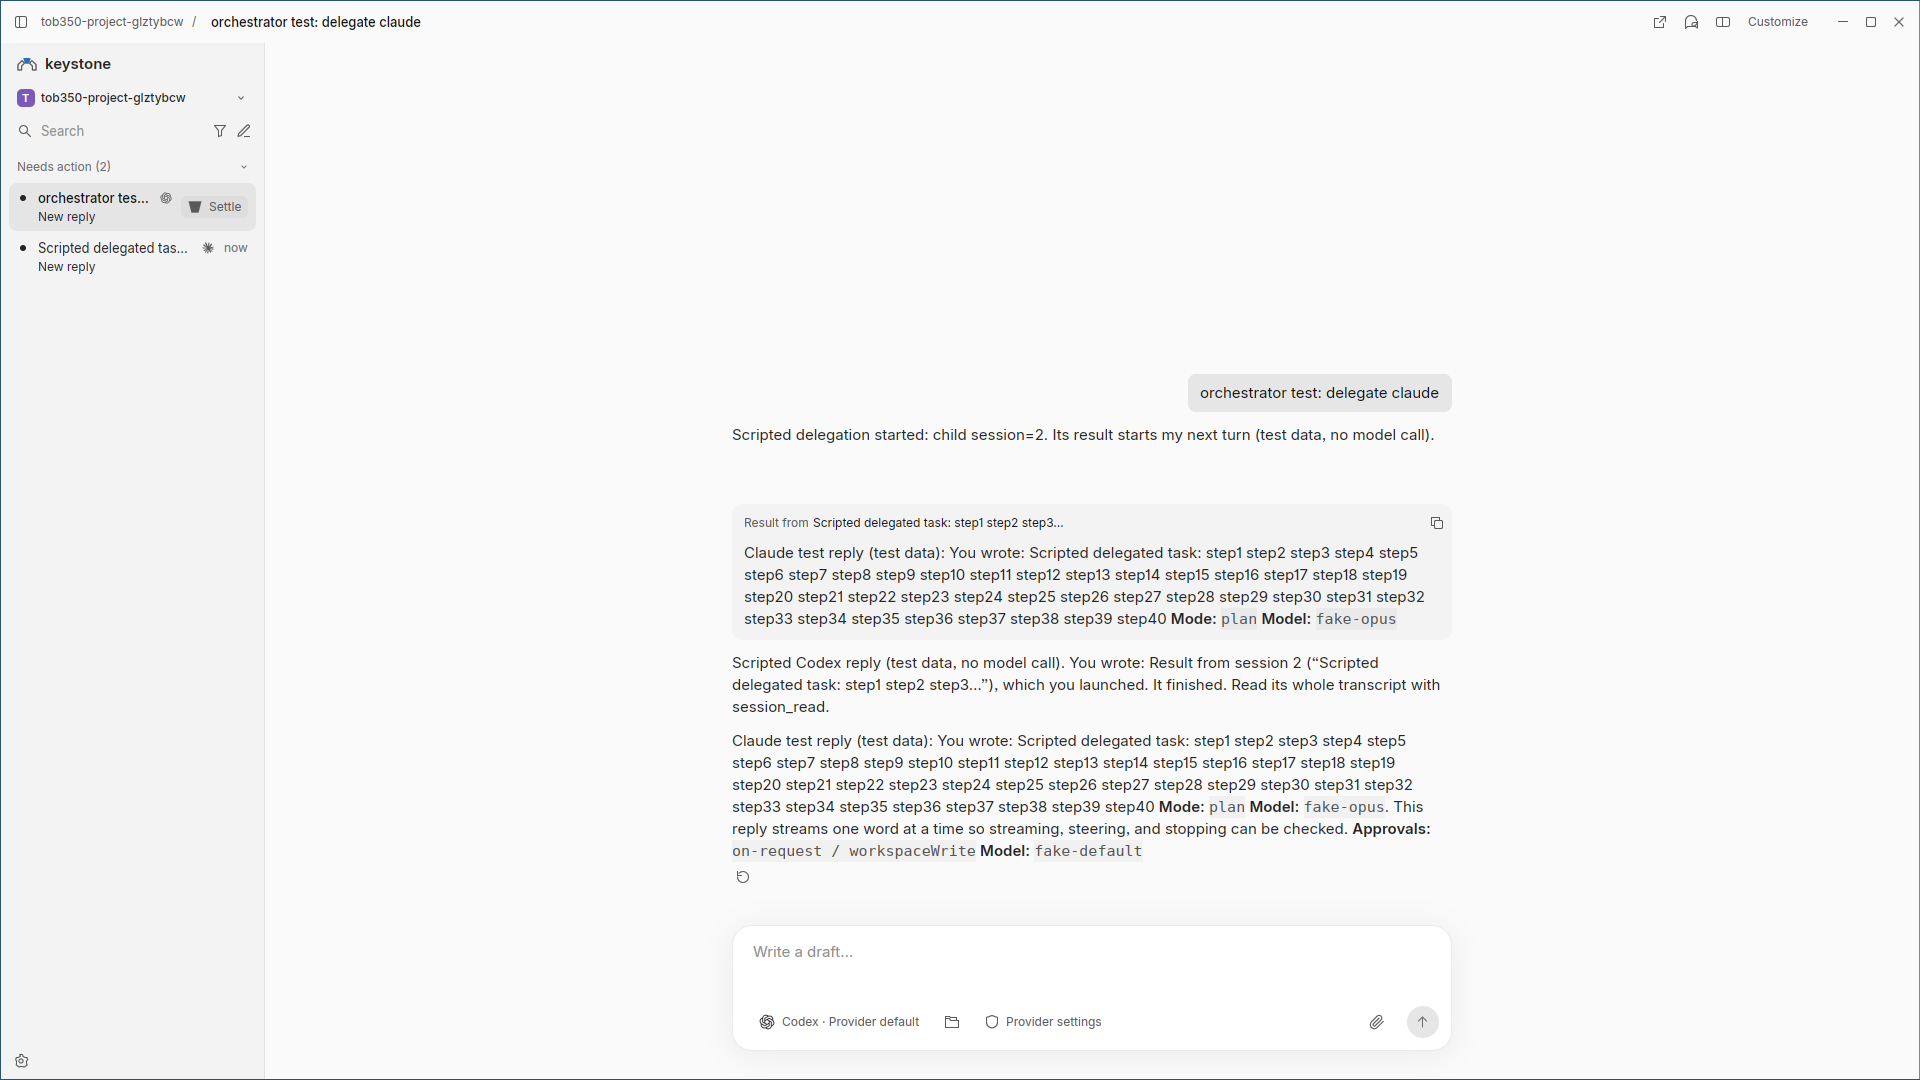 tob350-project-glztybcw / orchestrator test: delegate claude
Customize
keystone
T tob350-project-glztybcw
Search
Needs action (2)
orchestrator tes...
New reply
Settle
Scripted delegated tas...
now
New reply
orchestrator test: delegate claude
Scripted delegation started: child session=2. Its result starts my next turn (test data, no model call).
Result from Scripted delegated task: step1 step2 step3...
Claude test reply (test data): You wrote: Scripted delegated task: step1 step2 step3 step4 step5
step6 step7 step8 step9 step10 step11 step12 step13 step14 step15 step16 step17 step18 step19
step20 step21 step22 step23 step24 step25 step26 step27 step28 step29 step30 step31 step32
step33 step34 step35 step36 step37 step38 step39 step40 Mode: plan Model: fake-opus
Scripted Codex reply (test data, no model call). You wrote: Result from session 2 (“Scripted
delegated task: step1 step2 step3...”), which you launched. It finished. Read its whole transcript with
session_read.
Claude test reply (test data): You wrote: Scripted delegated task: step1 step2 step3 step4 step5
step6 step7 step8 step9 step10 step11 step12 step13 step14 step15 step16 step17 step18 step19
step20 step21 step22 step23 step24 step25 step26 step27 step28 step29 step30 step31 step32
step33 step34 step35 step36 step37 step38 step39 step40 Mode: plan Model: fake-opus. This
reply streams one word at a time so streaming, steering, and stopping can be checked. Approvals:
on-request / workspaceWrite Model: fake-default
Write a draft...
Codex · Provider default
Provider settings